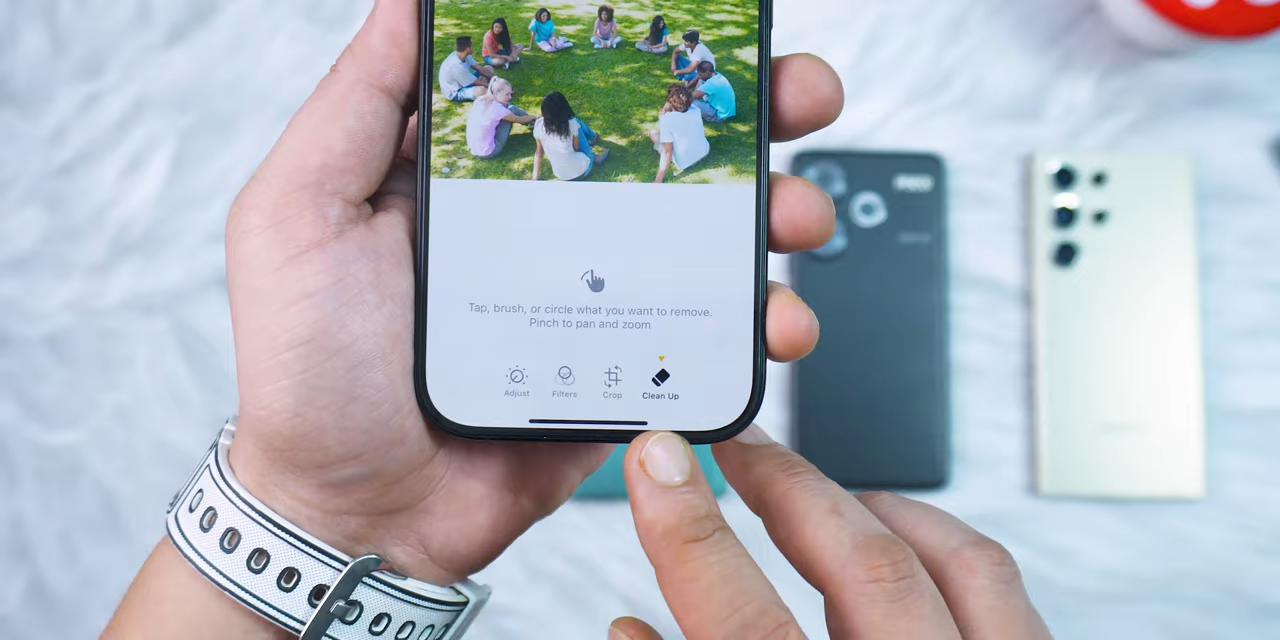 Tap, brush, or circle what you want to remove.
Pinch to pan and zoom
Adjust
Filters
Crop
Clean Up